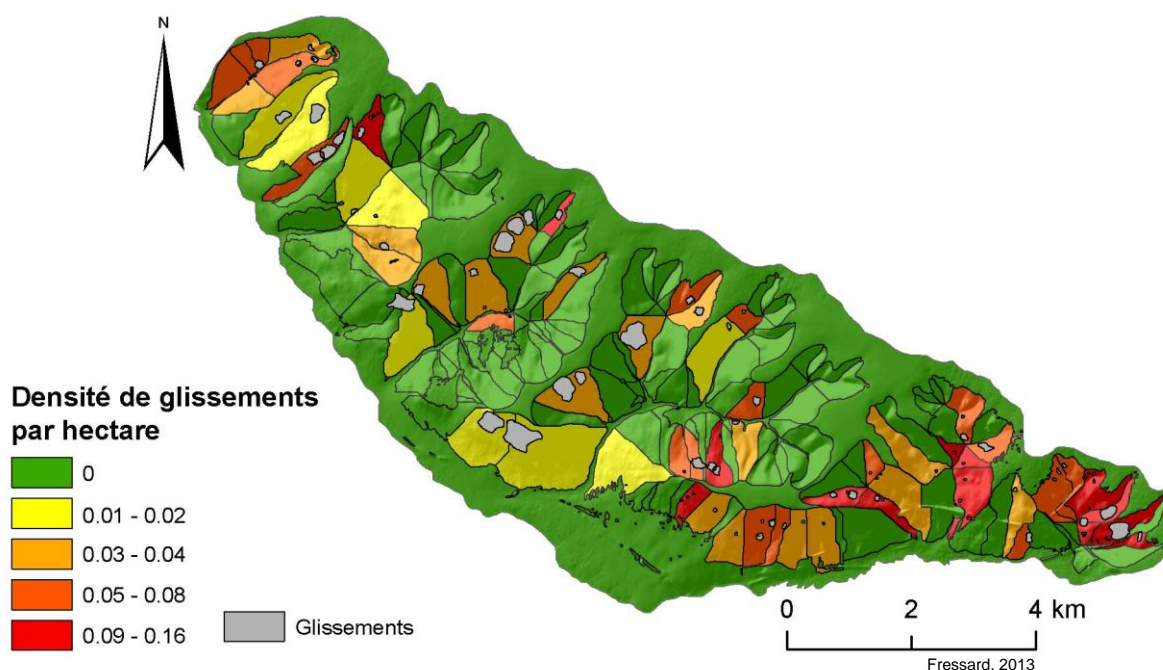 N
Densité de glissements
par hectare
0
0.01 - 0.02
0.03 - 0.04
0.05 - 0.08
0.09 - 0.16
Glissements
0 2 4 km
Fressard, 2013